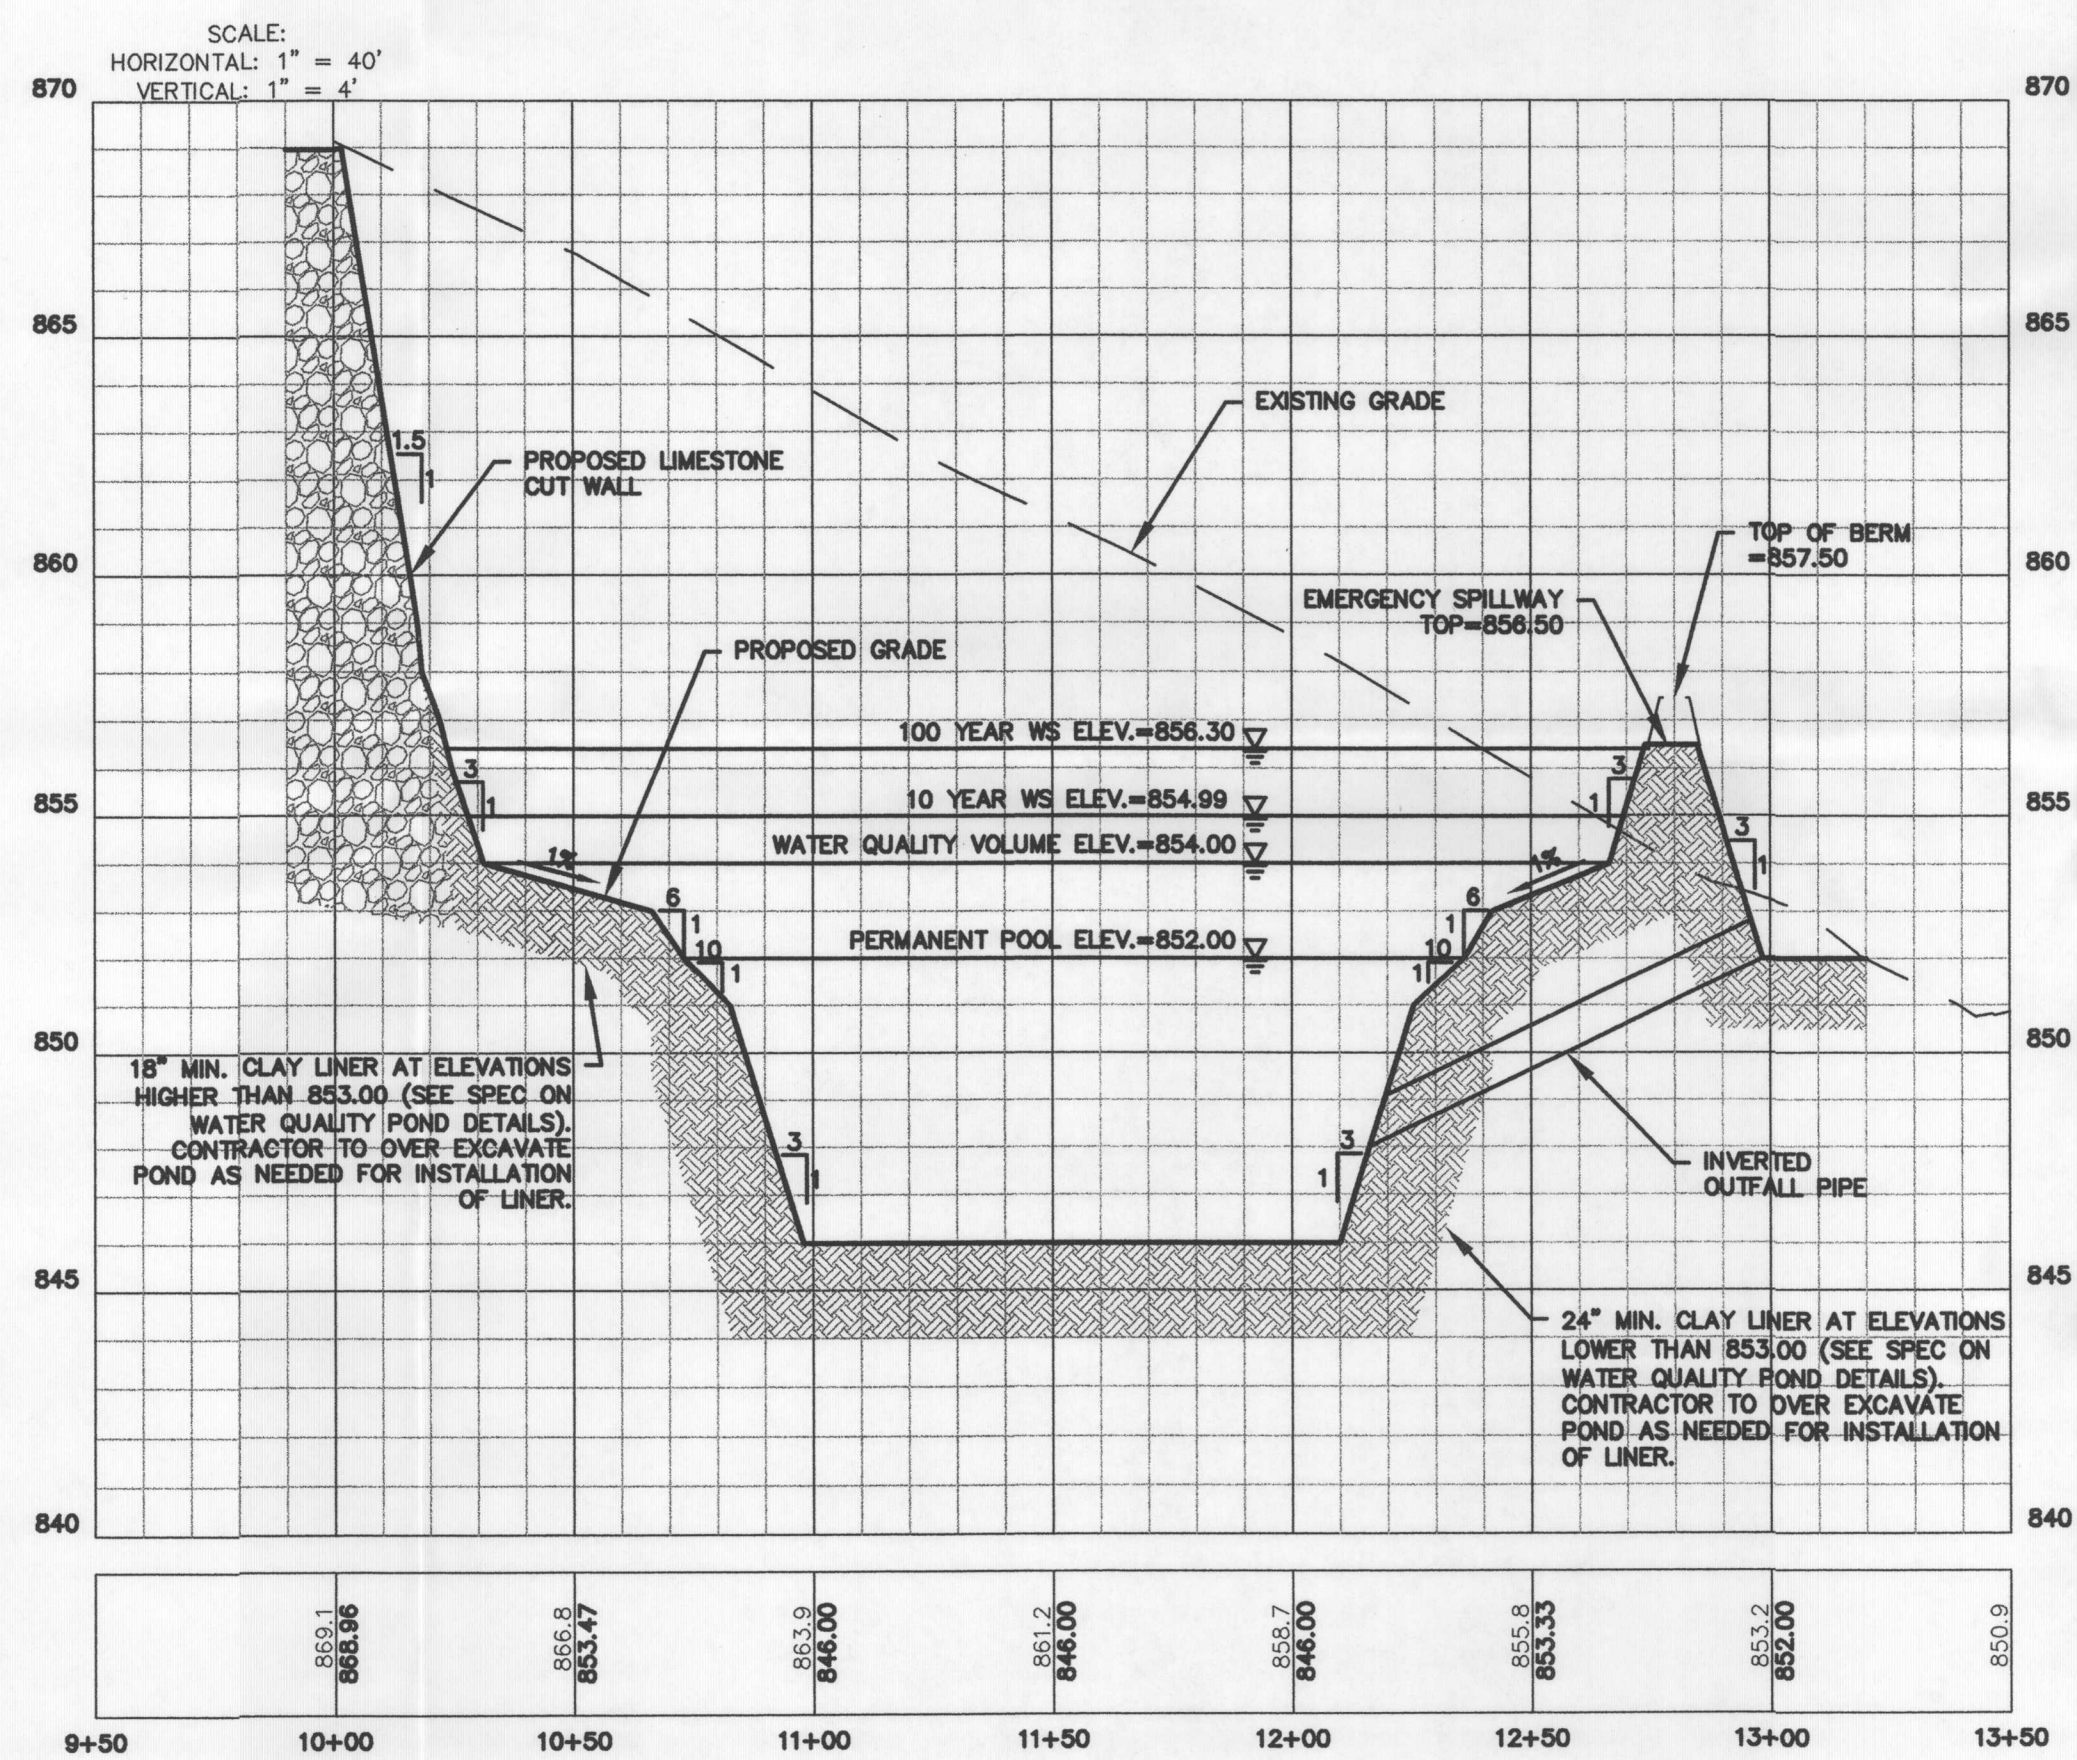 SCALE:
HORIZONTAL: 1" = 40'
VERTICAL: 1" = 4'
870
870
865
865
EXISTING GRADE
1.5
1
PROPOSED LIMESTONE
CUT WALL
TOP OF BERM
=857.50
860
860
EMERGENCY SPILLWAY
TOP=856.50
PROPOSED GRADE
100 YEAR WS ELEV.=856.30
3
1
3
1
855
10 YEAR WS ELEV.=854.99
855
3
1
WATER QUALITY VOLUME ELEV.=854.00
1%
1%
6
1
6
1
PERMANENT POOL ELEV.=852.00
10
1
10
1
850
850
18" MIN. CLAY LINER AT ELEVATIONS
HIGHER THAN 853.00 (SEE SPEC ON
WATER QUALITY POND DETAILS).
CONTRACTOR TO OVER EXCAVATE
POND AS NEEDED FOR INSTALLATION
OF LINER.
3
1
3
1
INVERTED
OUTFALL PIPE
845
845
24" MIN. CLAY LINER AT ELEVATIONS
LOWER THAN 853.00 (SEE SPEC ON
WATER QUALITY POND DETAILS).
CONTRACTOR TO OVER EXCAVATE
POND AS NEEDED FOR INSTALLATION
OF LINER.
840
840
869.1
868.96
866.8
853.47
863.9
846.00
861.2
846.00
858.7
846.00
855.8
853.33
853.2
852.00
850.9
9+50
10+00
10+50
11+00
11+50
12+00
12+50
13+00
13+50